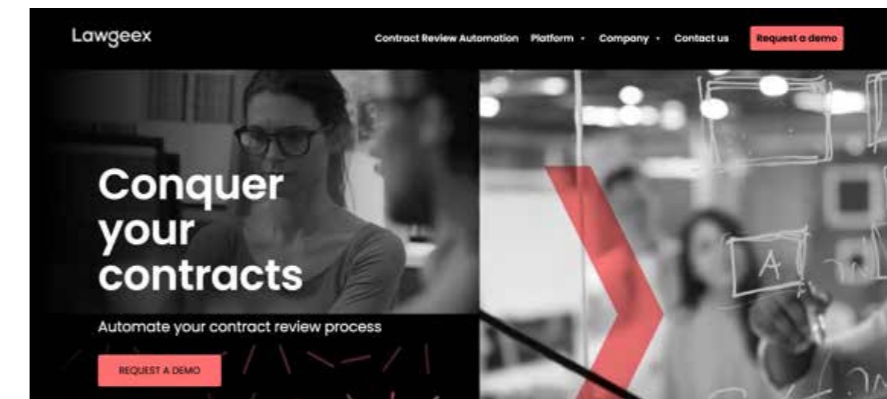 Lawgeex
Contract Review Automation Platform Company Contact us Request a demo
Conquer
your
contracts
Automate your contract review process
REQUEST A DEMO
A